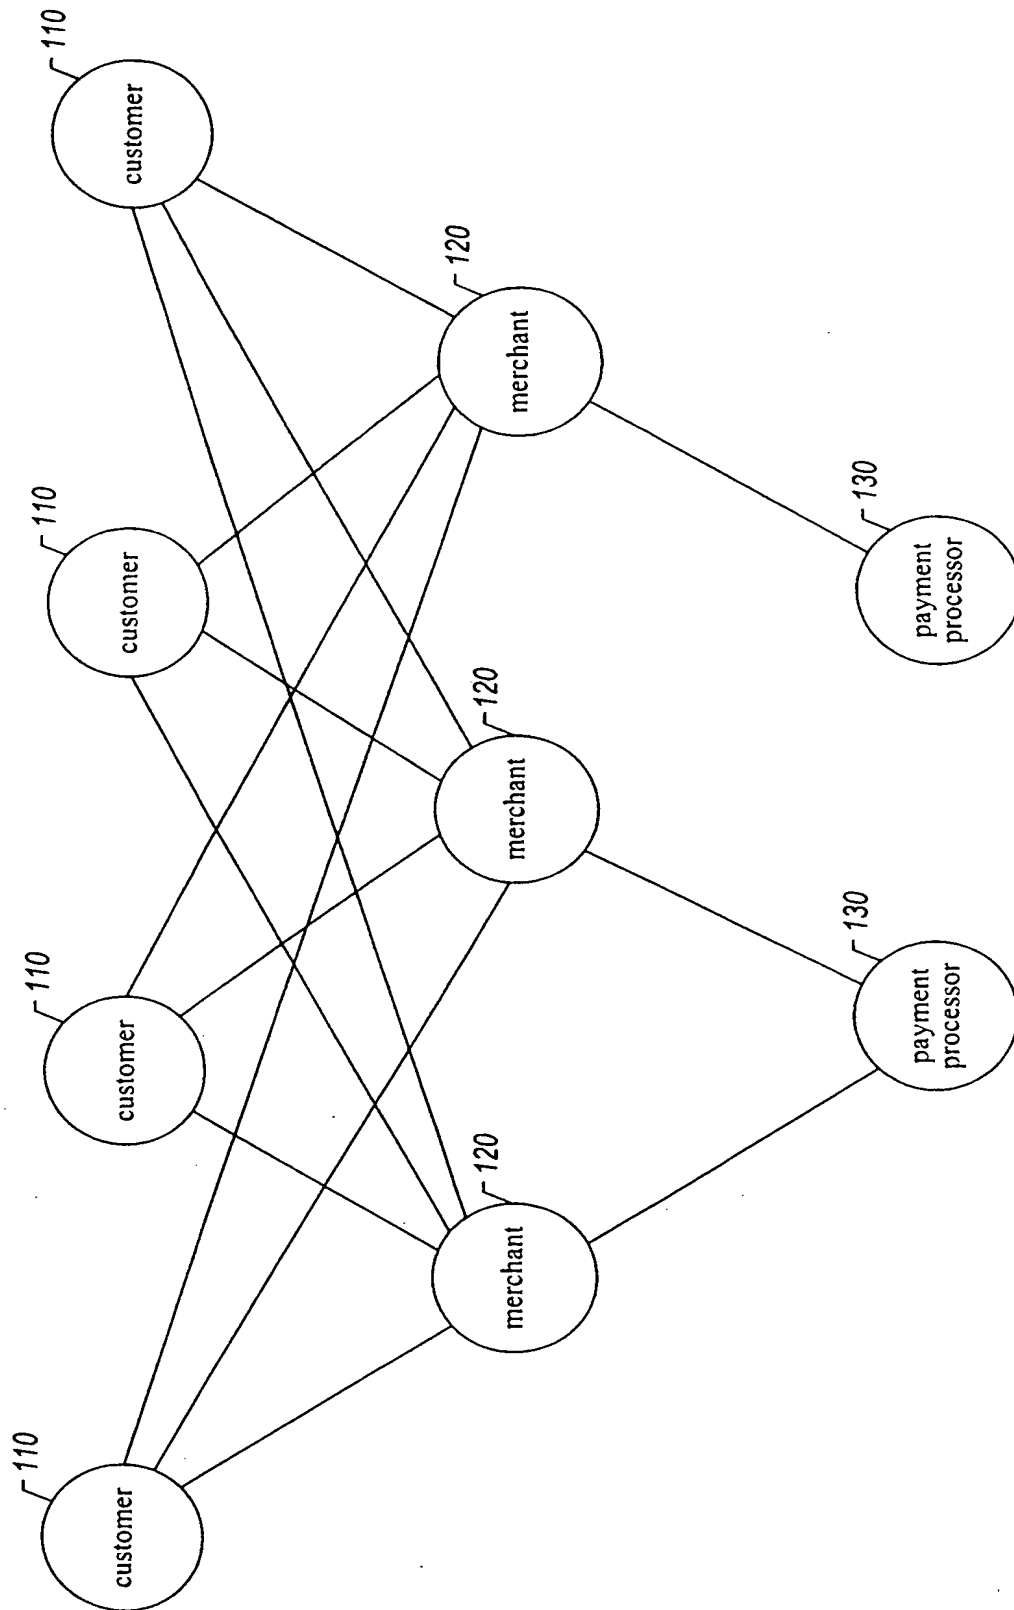 110
customer
110
customer
110
customer
110
customer
120
merchant
120
merchant
120
merchant
130
payment
processor
130
payment
processor